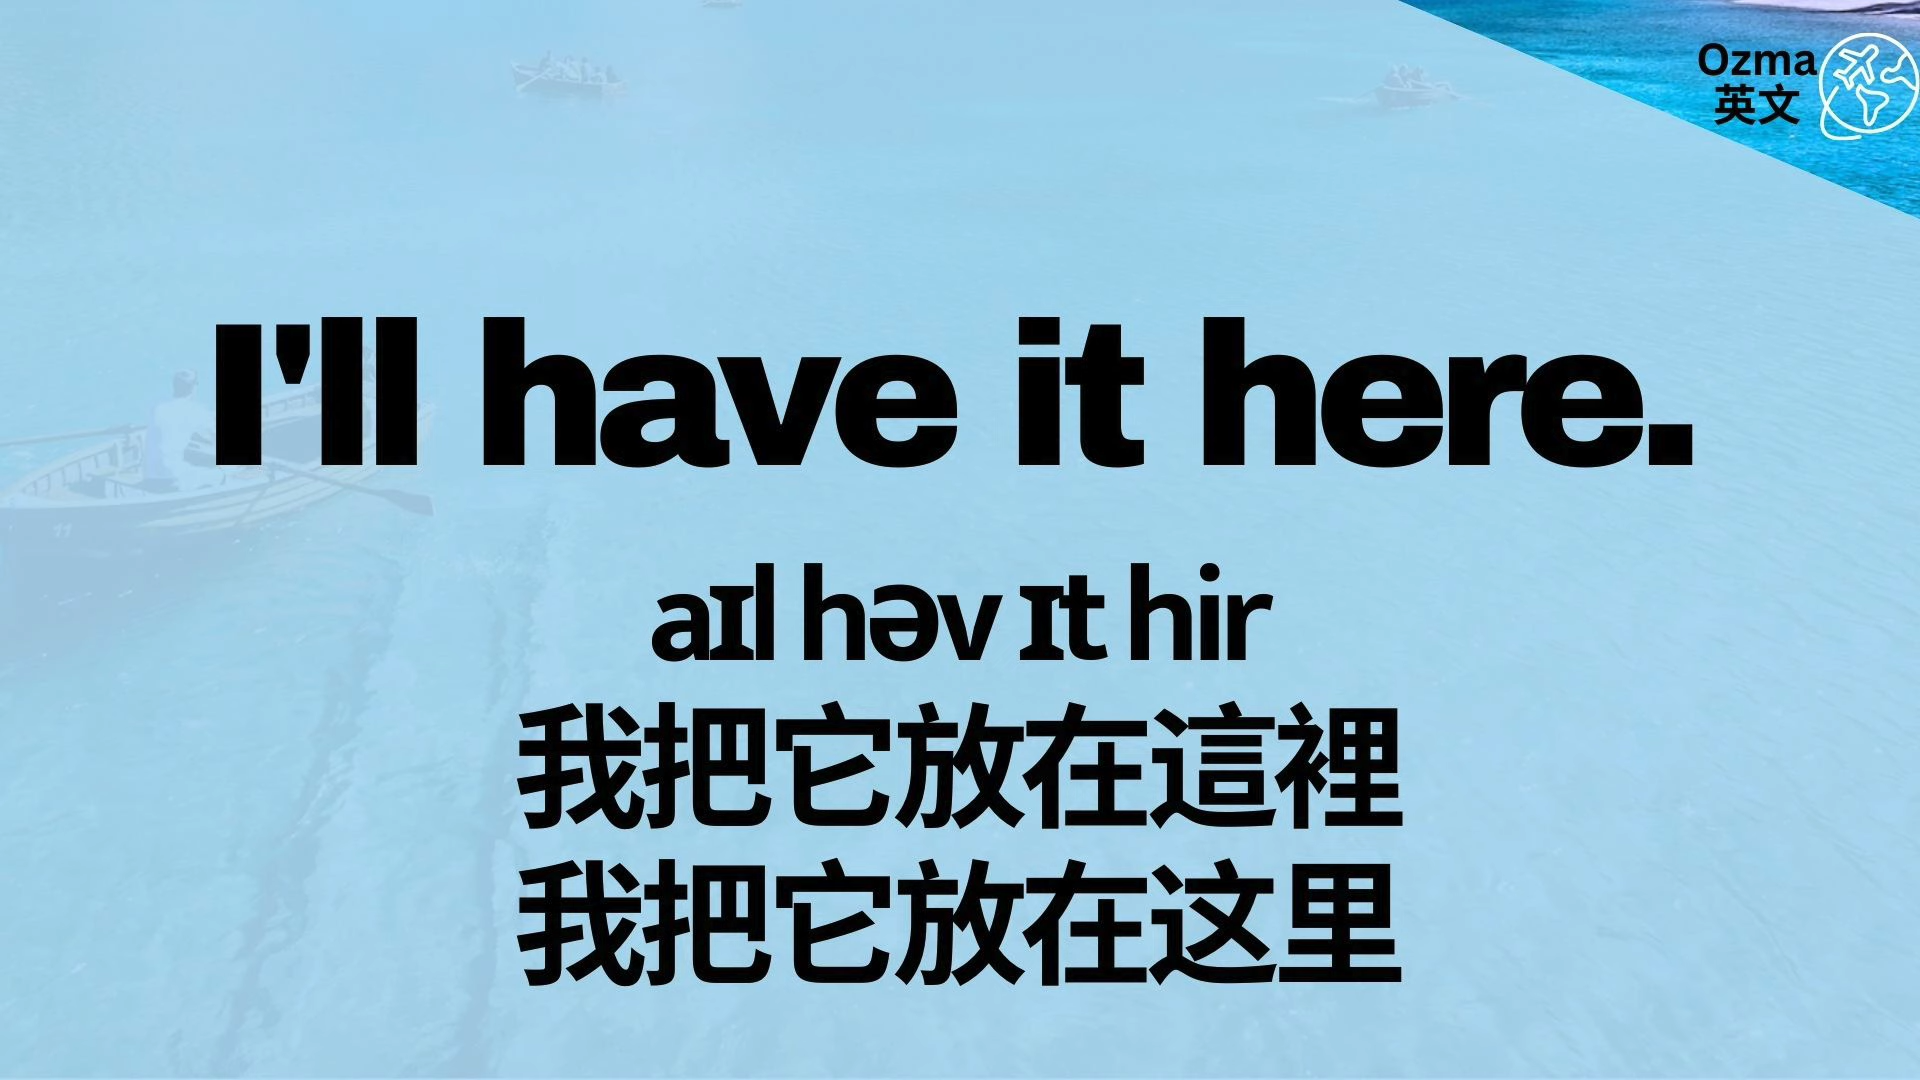 Ozma
英文
I'll have it here.
aɪl həv ɪt hir
我把它放在這裡
我把它放在这里